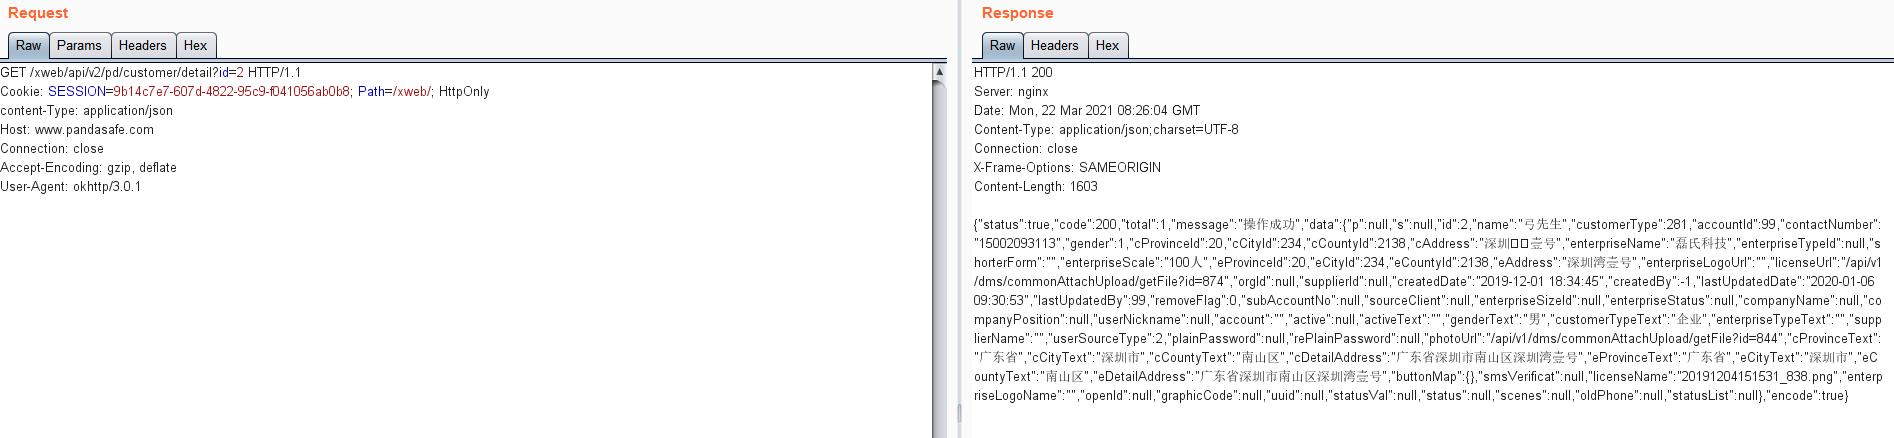 Request
Raw Params Headers Hex
GET /xweb/api/v2/pd/customer/detail?id=2 HTTP/1.1
Cookie: SESSION=9b14c7e7-607d-4822-95c9-f041056ab0b8; Path=/xweb/; HttpOnly
content-Type: application/json
Host: www.pandasafe.com
Connection: close
Accept-Encoding: gzip, deflate
User-Agent: okhttp/3.0.1
Response
Raw Headers Hex
HTTP/1.1 200
Server: nginx
Date: Mon, 22 Mar 2021 08:26:04 GMT
Content-Type: application/json;charset=UTF-8
Connection: close
X-Frame-Options: SAMEORIGIN
Content-Length: 1603
{"status":true,"code":200,"total":1,"message":"操作成功","data":{"p":null,"s":null,"id":2,"name":"弓先生","customerType":281,"accountId":99,"contactNumber":
"15002093113","gender":1,"cProvinceId":20,"cCityId":234,"cCountyId":2138,"cAddress":"深圳□□壹号","enterpriseName":"磊氏科技","enterpriseTypeId":null,"s
horterForm":"","enterpriseScale":"100人","eProvinceId":20,"eCityId":234,"eCountyId":2138,"eAddress":"深圳湾壹号","enterpriseLogoUrl":"","licenseUrl":"/api/v1
/dms/commonAttachUpload/getFile?id=874","orgId":null,"supplierId":null,"createdDate":"2019-12-01 18:34:45","createdBy":-1,"lastUpdatedDate":"2020-01-06
09:30:53","lastUpdatedBy":99,"removeFlag":0,"subAccountNo":null,"sourceClient":null,"enterpriseSizeId":null,"enterpriseStatus":null,"companyName":null,"co
mpanyPosition":null,"userNickname":null,"account":"","active":null,"activeText":"","genderText":"男","customerTypeText":"企业","enterpriseTypeText":"","supp
lierName":"","userSourceType":2,"plainPassword":null,"rePlainPassword":null,"photoUrl":"/api/v1/dms/commonAttachUpload/getFile?id=844","cProvinceText":
"广东省","cCityText":"深圳市","cCountyText":"南山区","cDetailAddress":"广东省深圳市南山区深圳湾壹号","eProvinceText":"广东省","eCityText":"深圳市","eC
ountyText":"南山区","eDetailAddress":"广东省深圳市南山区深圳湾壹号","buttonMap":{},"smsVerificat":null,"licenseName":"20191204151531_838.png","enterp
priseLogoName":"","openId":null,"graphicCode":null,"uuid":null,"statusVal":null,"status":null,"scenes":null,"oldPhone":null,"statusList":null},"encode":true}